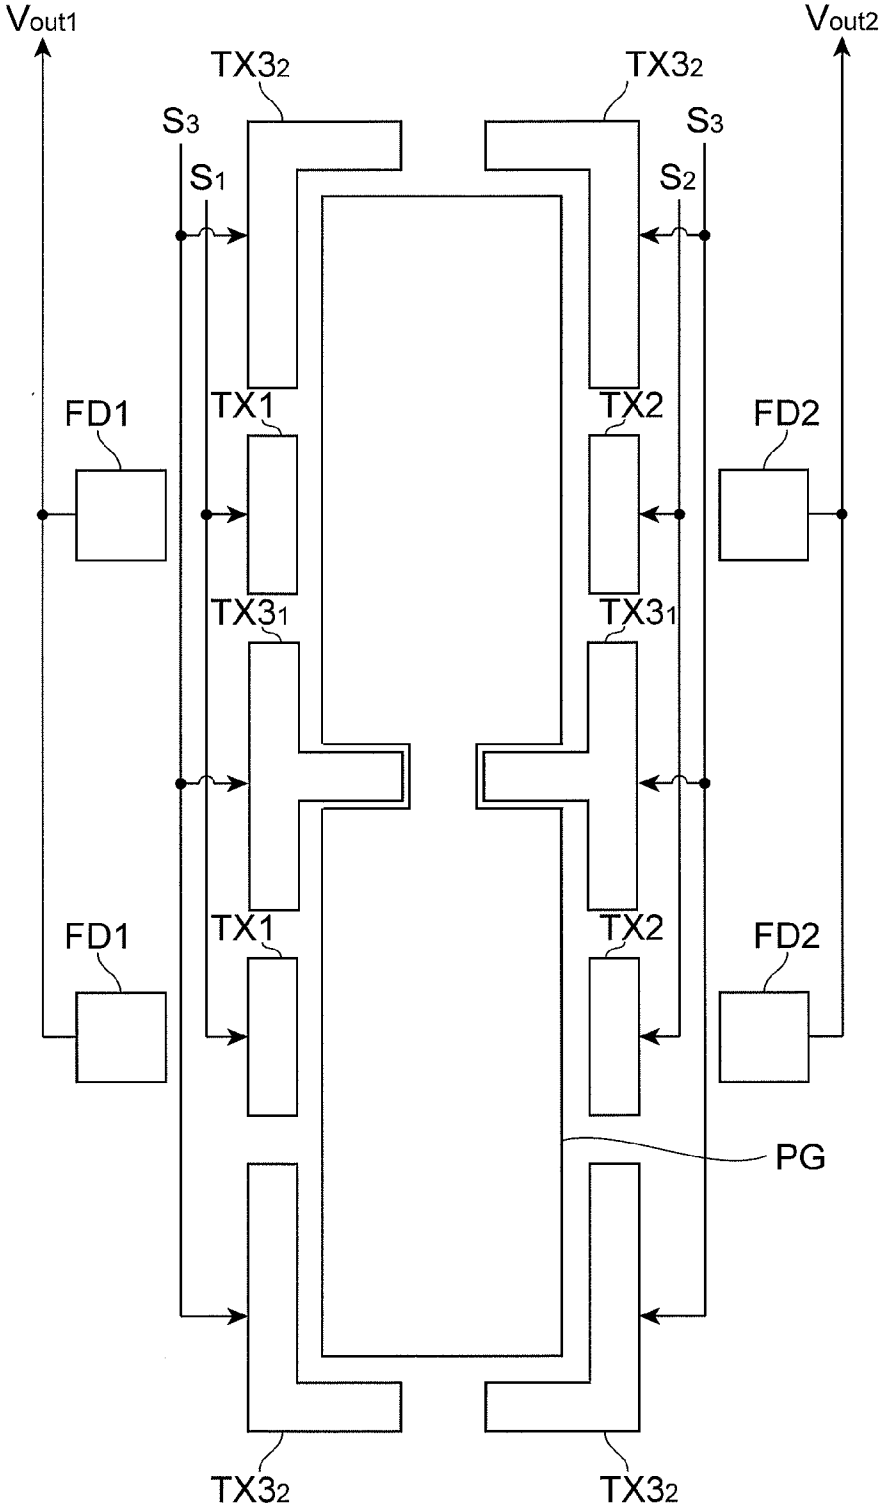 Vout1 Vout2
TX32 TX32
S3 S3
S1 S2
TX1 TX2
FD1 FD2
TX31 TX31
TX1 TX2
FD1 FD2
PG
TX32 TX32